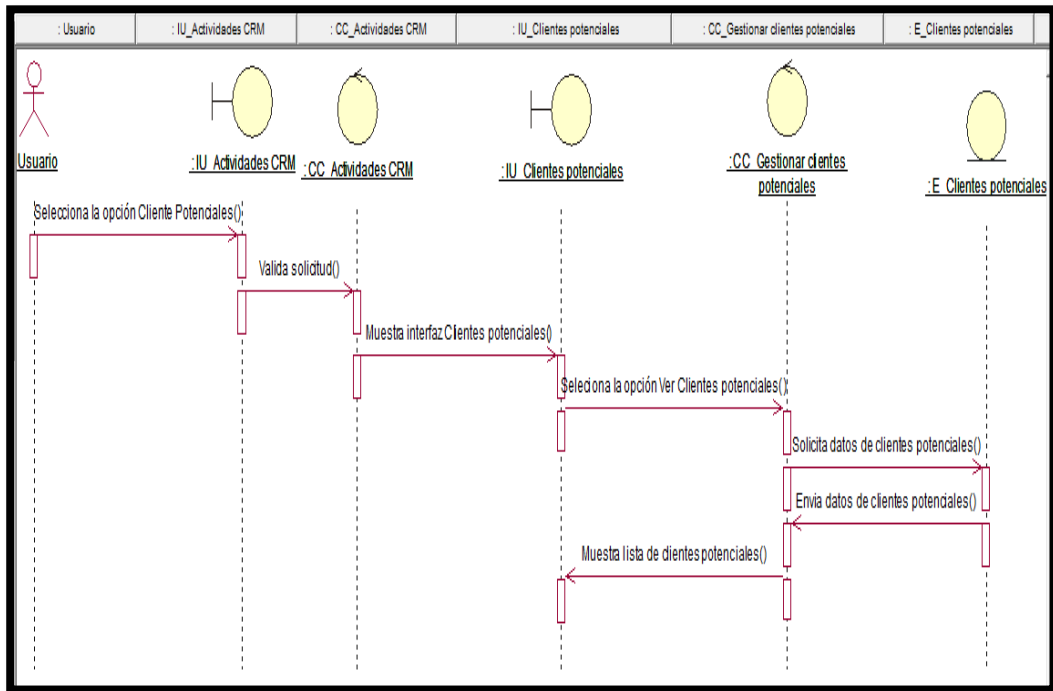 : Usuario
: IU_Actividades CRM
: CC_Actividades CRM
: IU_Clientes potenciales
: CC_Gestionar clientes potenciales
: E_Clientes potenciales
Usuario
: IU_Actividades CRM
: CC_Actividades CRM
: IU_Clientes potenciales
: CC_Gestionar clientes
potenciales
: E_Clientes potenciales
Selecciona la opción Cliente Potenciales()
Valida solicitud()
Muestra interfaz Clientes potenciales()
Seleciona la opción Ver Clientes potenciales()
Solicita datos de clientes potenciales()
Envia datos de clientes potenciales()
Muestra lista de clientes potenciales()